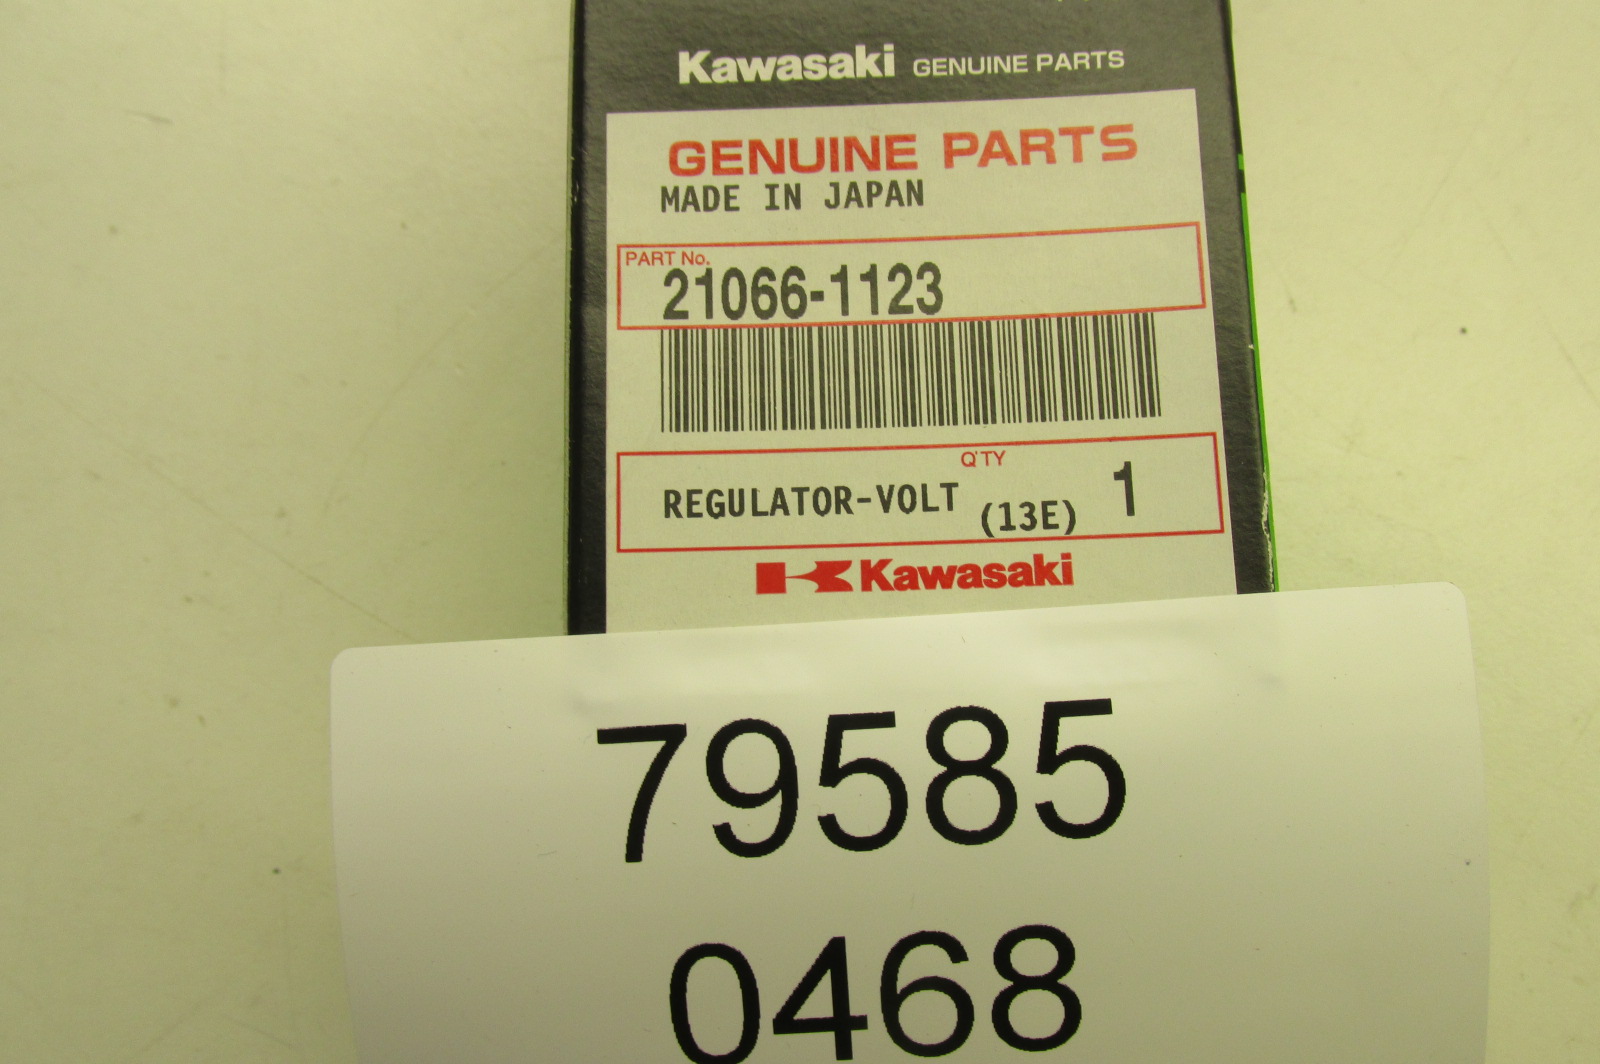 Kawasaki GENUINE PARTS
GENUINE PARTS
MADE IN JAPAN
PART No.
21066-1123
Q'TY
REGULATOR-VOLT (13E) 1
Kawasaki
79585
0468